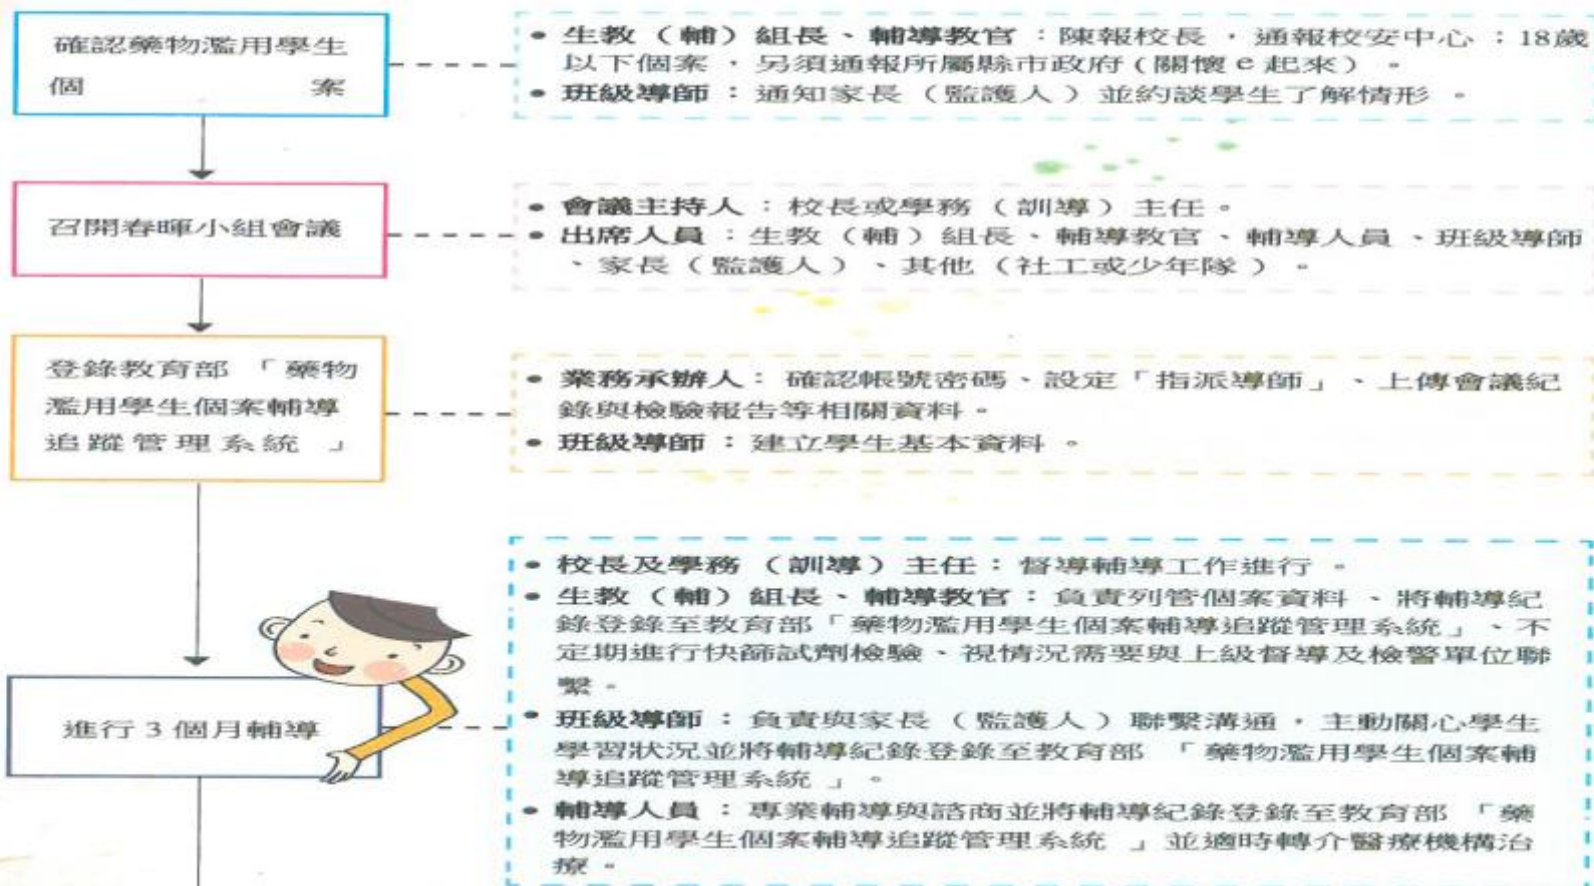 確認藥物濫用學生
個案
• 生教（輔）組長、輔導教官：陳報校長，通報校安中心；18歲
以下個案，另須通報所屬縣市政府（關懷e起來）。
• 班級導師：通知家長（監護人）並約談學生了解情形。
召開春暉小組會議
• 會議主持人：校長或學務（訓導）主任。
• 出席人員：生教（輔）組長、輔導教官、輔導人員、班級導師
、家長（監護人）、其他（社工或少年隊）。
登錄教育部「藥物
濫用學生個案輔導
追蹤管理系統」
• 業務承辦人：確認帳號密碼、設定「指派導師」、上傳會議紀
錄與檢驗報告等相關資料。
• 班級導師：建立學生基本資料。
進行3個月輔導
• 校長及學務（訓導）主任：督導輔導工作進行。
• 生教（輔）組長、輔導教官：負責列管個案資料、將輔導紀
錄登錄至教育部「藥物濫用學生個案輔導追蹤管理系統」、不
定期進行快篩試劑檢驗、視情況需要與上級督導及檢警單位聯
繫。
• 班級導師：負責與家長（監護人）聯繫溝通，主動關心學生
學習狀況並將輔導紀錄登錄至教育部「藥物濫用學生個案輔
導追蹤管理系統」。
• 輔導人員：專業輔導與諮商並將輔導紀錄登錄至教育部「藥
物濫用學生個案輔導追蹤管理系統」並適時轉介醫療機構治
療。